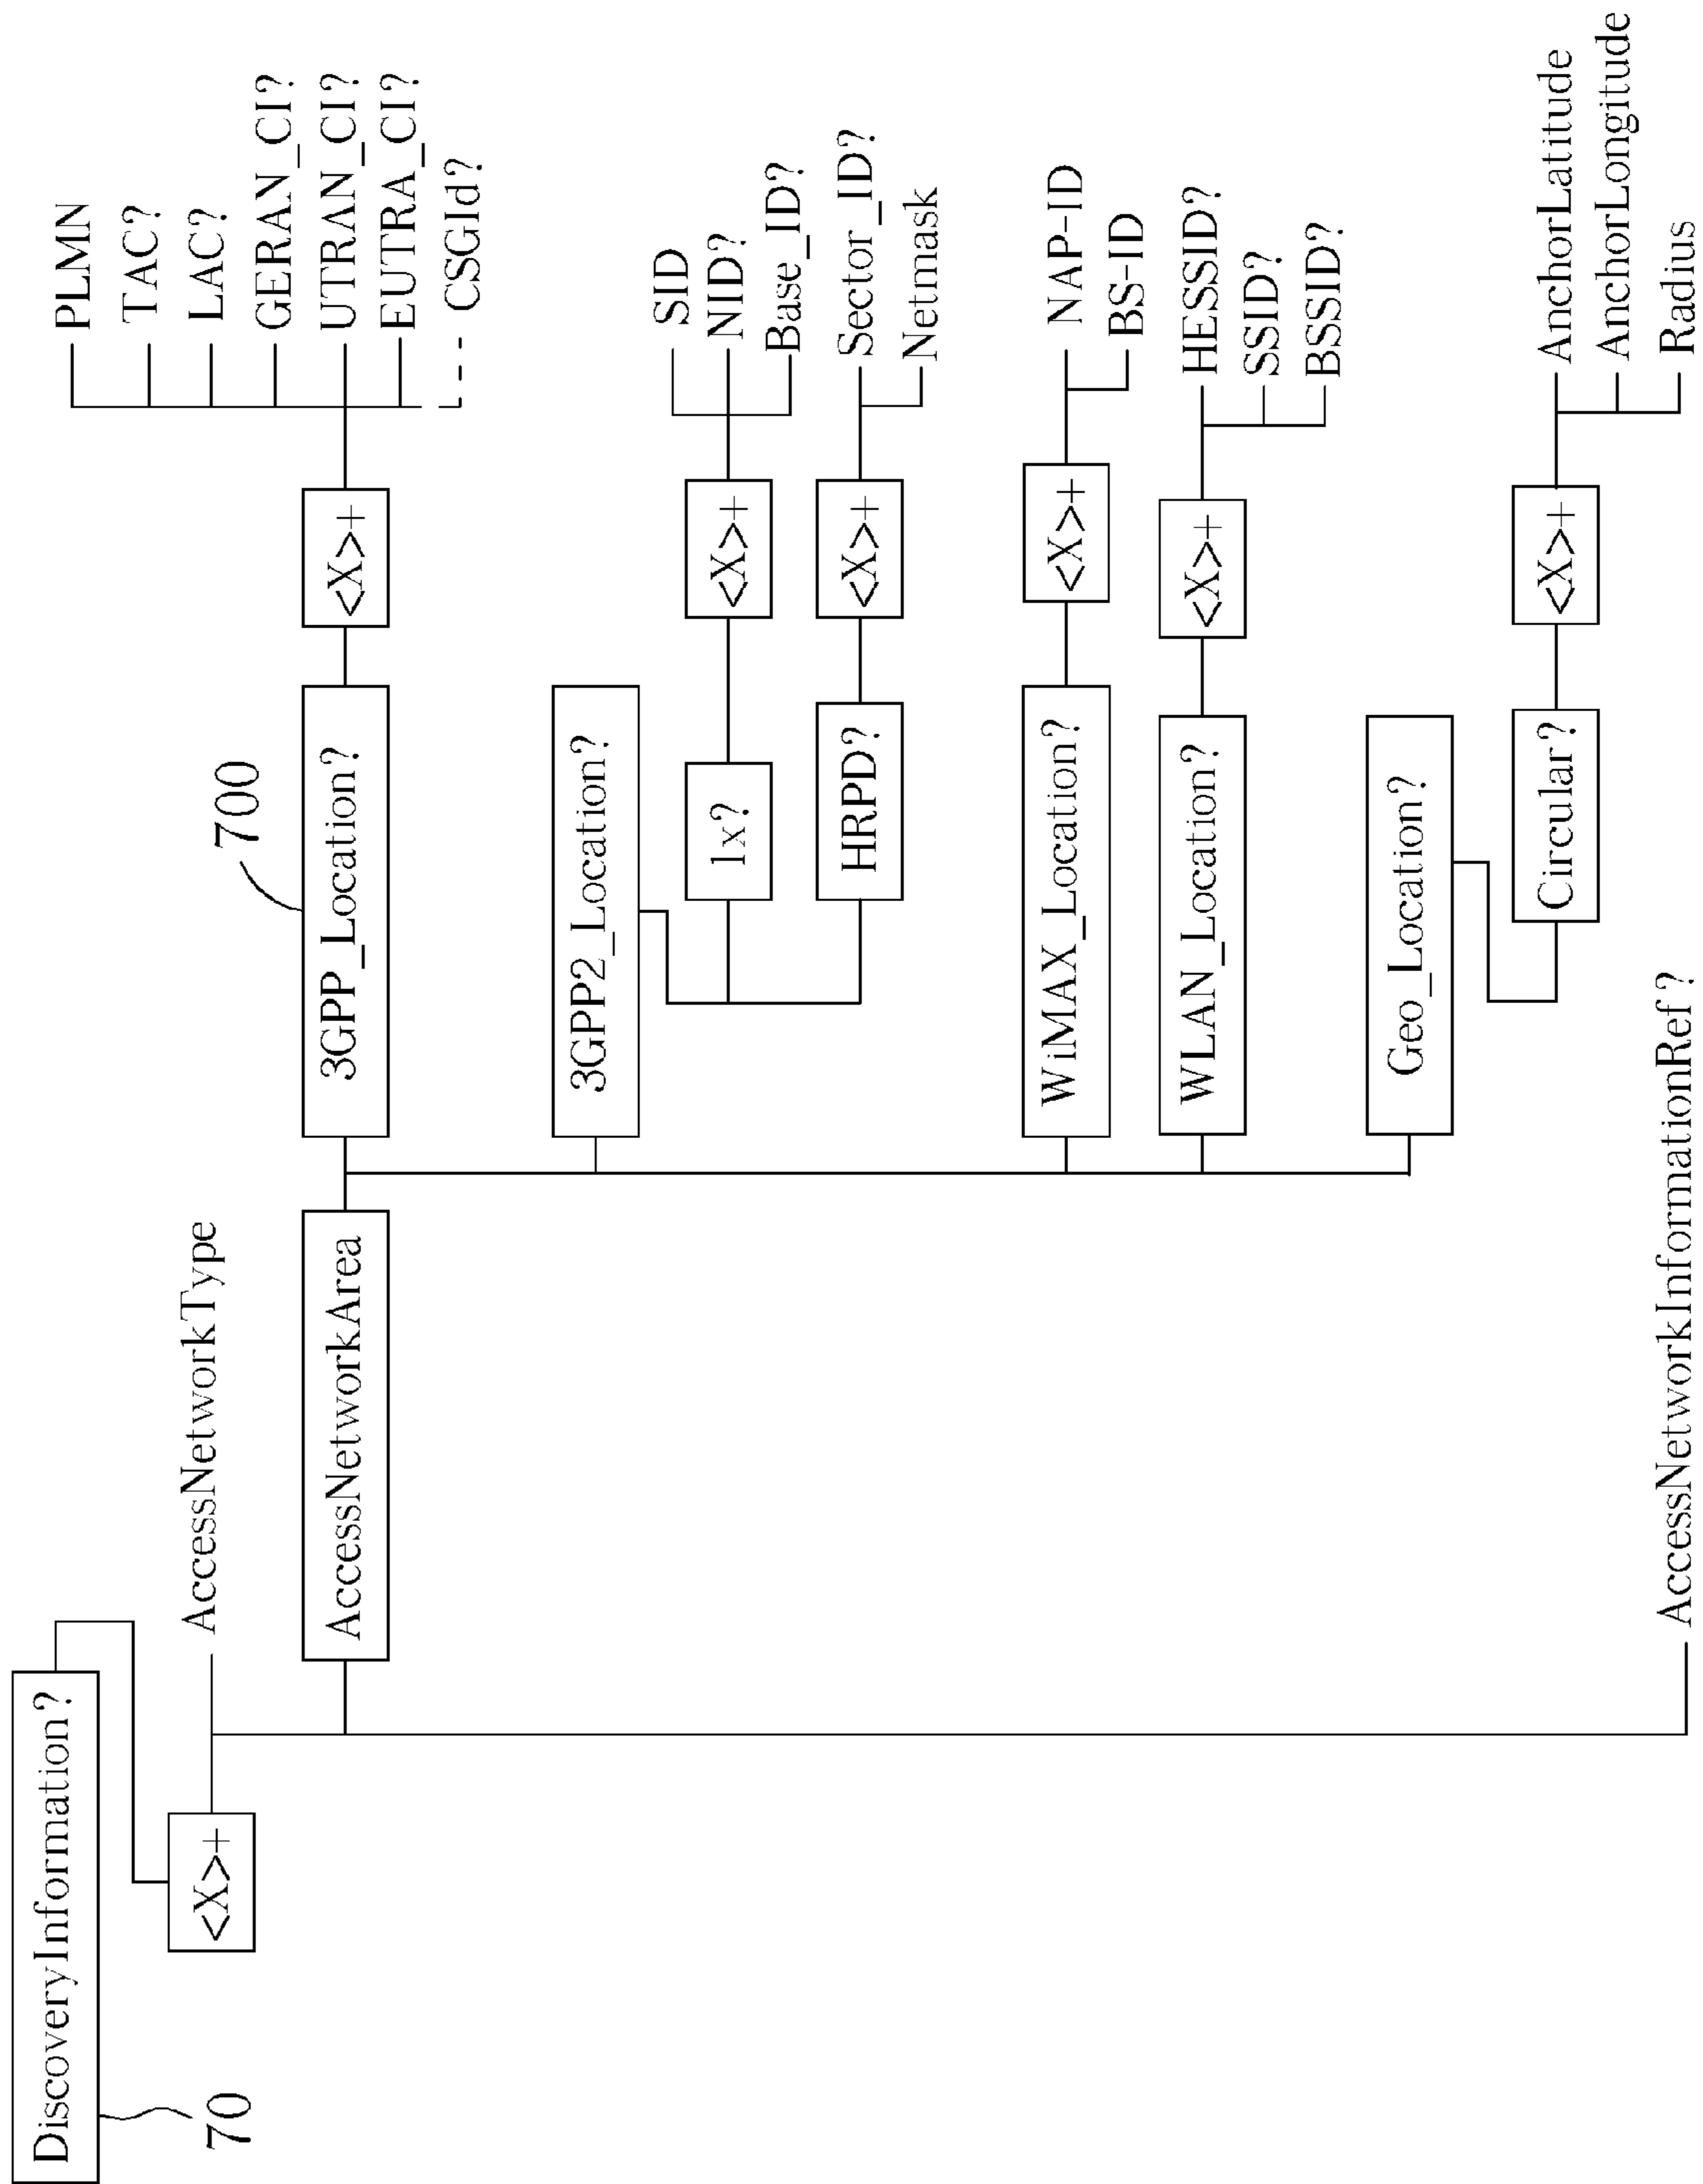 DiscoveryInformation?
70
<X>+
AccessNetworkType
AccessNetworkArea
700
3GPP_Location?
<X>+
PLMN
TAC?
LAC?
GERAN_CI?
UTRAN_CI?
EUTRA_CI?
CSGId?
3GPP2_Location?
1x?
<X>+
SID
NID?
Base_ID?
HRPD?
<X>+
Sector_ID?
Netmask
WiMAX_Location?
<X>+
NAP-ID
BS-ID
WLAN_Location?
<X>+
HESSID?
SSID?
BSSID?
Geo_Location?
Circular?
<X>+
AnchorLatitude
AnchorLongitude
Radius
AccessNetworkInformationRef?